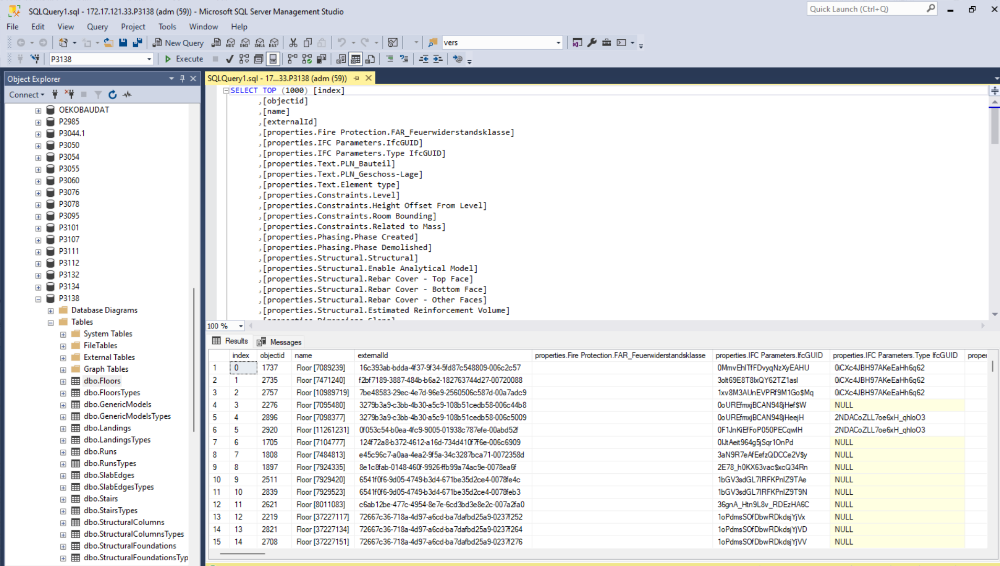 SQLQuery1.sql - 172.17.121.33.P3138 (adm (59)) - Microsoft SQL Server Management Studio
Quick Launch (Ctrl+Q)
File Edit View Query Project Tools Window Help
New Query MDX DMX XMLA DAX vers
P3138 Execute
Object Explorer
SQLQuery1.sql - 17...33.P3138 (adm (59))
Connect
OEKOBAUDAT
P2985
P3044.1
P3050
P3054
P3055
P3060
P3076
P3078
P3095
P3101
P3107
P3111
P3112
P3132
P3134
P3138
Database Diagrams
Tables
System Tables
FileTables
External Tables
Graph Tables
dbo.Floors
dbo.FloorsTypes
dbo.GenericModels
dbo.GenericModelsTypes
dbo.Landings
dbo.LandingsTypes
dbo.Runs
dbo.RunsTypes
dbo.SlabEdges
dbo.SlabEdgesTypes
dbo.Stairs
dbo.StairsTypes
dbo.StructuralColumns
dbo.StructuralColumnsTypes
dbo.StructuralFoundations
dbo.StructuralFoundationsTyp
SELECT TOP (1000) [index]
,[objectid]
,[name]
,[externalId]
,[properties.Fire Protection.FAR_Feuerwiderstandsklasse]
,[properties.IFC Parameters.IfcGUID]
,[properties.IFC Parameters.Type IfcGUID]
,[properties.Text.PLN_Bauteil]
,[properties.Text.PLN_Geschoss-Lage]
,[properties.Text.Element type]
,[properties.Constraints.Level]
,[properties.Constraints.Height Offset From Level]
,[properties.Constraints.Room Bounding]
,[properties.Constraints.Related to Mass]
,[properties.Phasing.Phase Created]
,[properties.Phasing.Phase Demolished]
,[properties.Structural.Structural]
,[properties.Structural.Enable Analytical Model]
,[properties.Structural.Rebar Cover - Top Face]
,[properties.Structural.Rebar Cover - Bottom Face]
,[properties.Structural.Rebar Cover - Other Faces]
,[properties.Structural.Estimated Reinforcement Volume]
,[properties.Dimensions.Slope]
100 %
Results Messages
index objectid name externalId properties.Fire Protection.FAR_Feuerwiderstandsklasse properties.IFC Parameters.IfcGUID properties.IFC Parameters.Type IfcGUID proper
1 0 1737 Floor [7089239] 16c393ab-bdda-4f37-9f34-5fd87c548809-006c2c57 0MmvEhITfFDvyqNzXyEAHU 0iCXc4JBH97AKeEaHh6q62
2 1 2735 Floor [7471240] f2bf7189-3887-484b-b6a2-182763744d27-00720088 3olt69E8T8lxQY62TZ1asl 0iCXc4JBH97AKeEaHh6q62
3 2 2757 Floor [10989719] 7be48583-29ec-4e7d-96e9-2560506c587d-00a7adc9 1xv8M3AUnEVPRf9M1Go$Mq 0iCXc4JBH97AKeEaHh6q62
4 3 2276 Floor [7095480] 3279b3a9-c3bb-4b30-a5c9-108b51cedb58-006c44b8 0oUREfmxjBCAN948jHef$W NULL
5 4 2896 Floor [7098377] 3279b3a9-c3bb-4b30-a5c9-108b51cedb58-006c5009 0oUREfmxjBCAN948jHeejH 2NDACoZLL7oe6xH_qhloO3
6 5 2920 Floor [11261231] 0f053c54-b0ea-4fc9-9005-01938c787efe-00abd52f 0F1JnKiEfFoP050PECqwIH 2NDACoZLL7oe6xH_qhloO3
7 6 1705 Floor [7104777] 124f72a8-b372-4612-a16d-734d410f7f6e-006c6909 0IJtAeit964g5jSqr1OnPd NULL
8 7 1808 Floor [7484813] e45c96c7-a0aa-4ea2-9f5a-34c3287bca71-0072358d 3aN9R7eAfEefzQDCCe2V$y NULL
9 8 1897 Floor [7924335] 8e1c8fab-0148-460f-9926-ffb99a74ac9e-0078ea6f 2E78_h0KX63vac$xcQ34Rn NULL
10 9 2511 Floor [7929420] 6541f0f6-9d05-4749-b3d4-671be35d2ce4-0078fe4c 1bGV3sdGL7IRFKPnlZ9TAe NULL
11 10 2839 Floor [7929523] 6541f0f6-9d05-4749-b3d4-671be35d2ce4-0078feb3 1bGV3sdGL7IRFKPnlZ9T9N NULL
12 11 2621 Floor [8011083] c6ab12be-477c-4954-8e7e-6cd3bd3e8e2c-007a2fa0 36gnA_Htn9L8v_RDEzHA6C NULL
13 12 2219 Floor [37227117] 72667c36-718a-4d97-a6cd-ba7dafbd25a9-0237f252 1oPdmsSOfDbwRDkdsjYjVx NULL
14 13 2821 Floor [37227134] 72667c36-718a-4d97-a6cd-ba7dafbd25a9-0237f264 1oPdmsSOfDbwRDkdsjYjVD NULL
15 14 2708 Floor [37227151] 72667c36-718a-4d97-a6cd-ba7dafbd25a9-0237f276 1oPdmsSOfDbwRDkdsjYjVV NULL